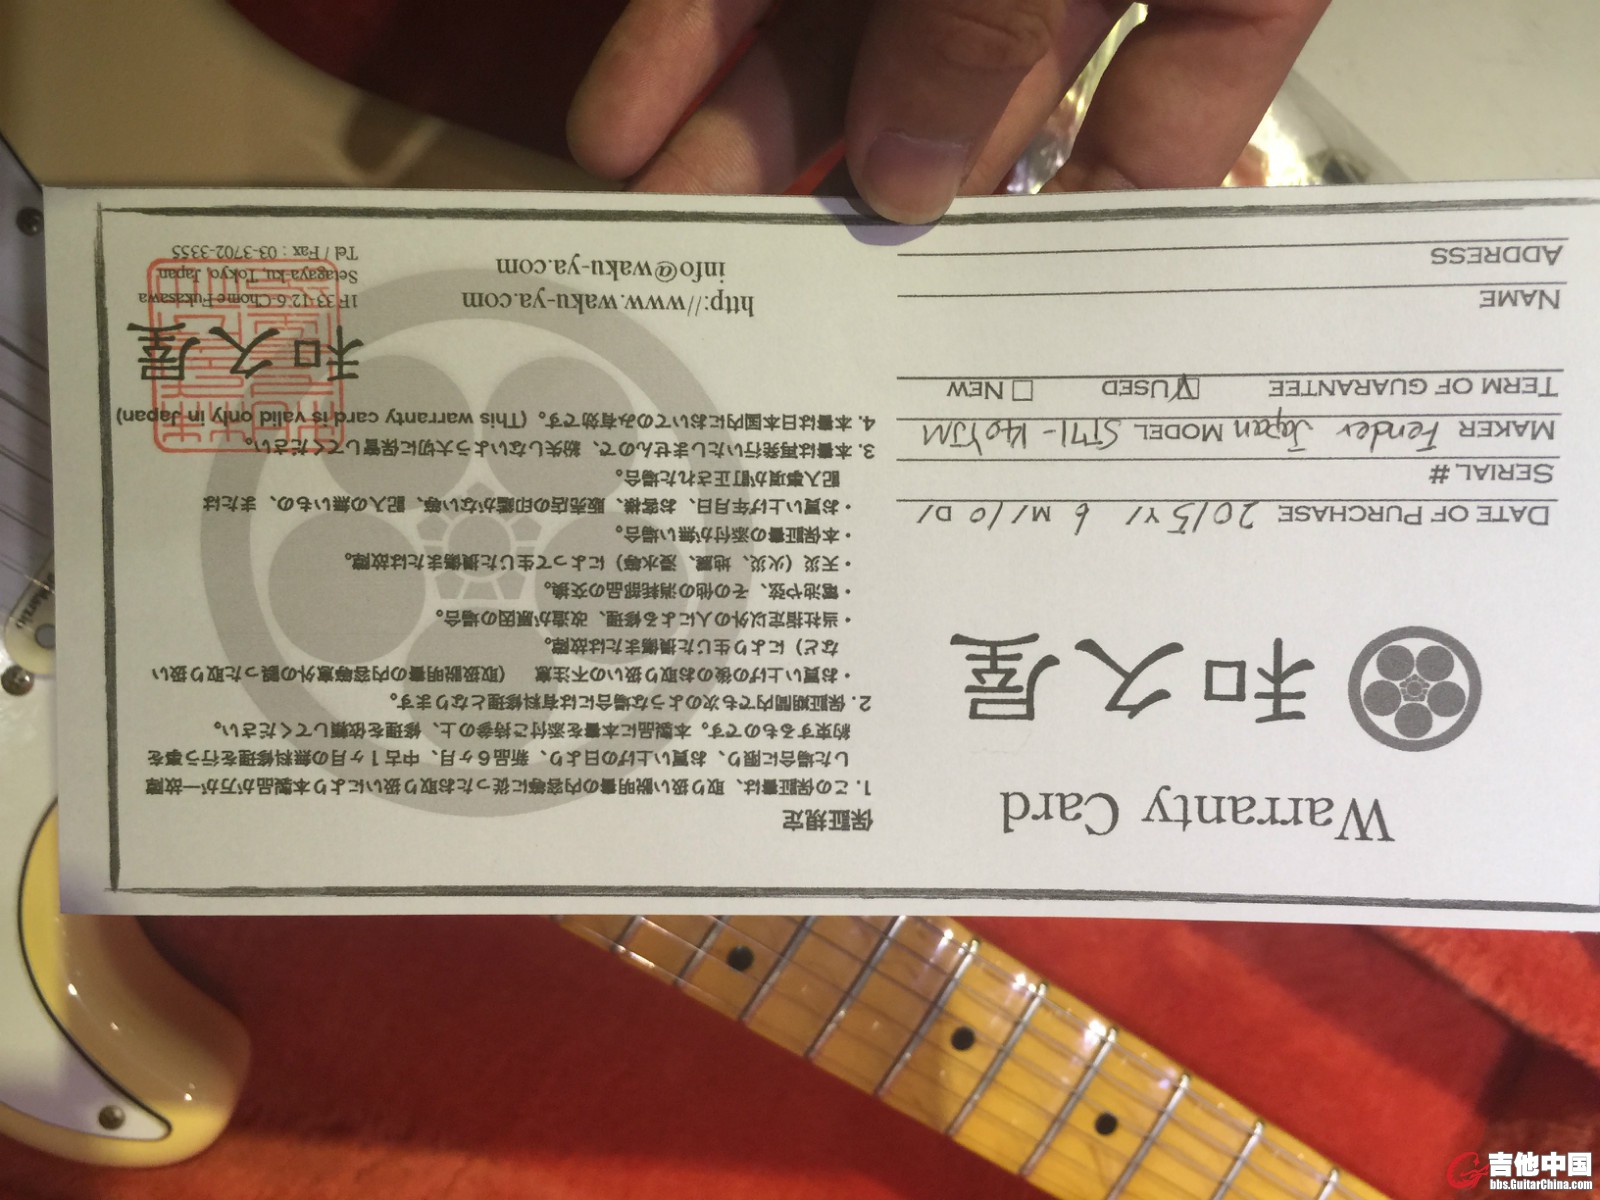 Warranty Card
和久屋
DATE OF PURCHASE 2015 Y/ 6 M/ 10 D/
SERIAL #
MAKER Fender Japan MODEL ST71-140YJM
TERM OF GUARANTEE ☑USED ☐NEW
NAME
ADDRESS
保証規定
1. この保証書は、取り扱い説明書の内容等に従ったお取り扱いにより本製品が万が一故障
した場合に限り、お買い上げの日より、新品6ヶ月、中古1ヶ月の無料修理を行う事を
約束するものです。本製品に本書を添付ご持参の上、修理を依頼してください。
2. 保証期間内でも次のような場合には有料修理となります。
・お買い上げの後のお取り扱いの不注意 (取扱説明書の内容等意外の誤った取り扱い
など) により生じた損傷または故障。
・当社指定以外の人による修理、改造が原因の場合。
・電池や弦、その他の消耗部品の交換。
・天災 (火災、地震、浸水等) によって生じた損傷または故障。
・本保証書の添付が無い場合。
・お買い上げ年月日、お客様、販売店の印鑑がない等、記入の無いもの、または
記入事項が訂正された場合。
3. 本書は再発行いたしませんので、紛失しないよう大切に保管してください。
4. 本書は日本国内においてのみ有効です。(This warranty card is valid only in Japan)
和久屋
http://www.waku-ya.com
info@waku-ya.com
1F 33-12 6-Chome Fukasawa
Setagaya-ku, Tokyo, Japan
Tel / Fax : 03-3702-3355
吉他中国
bbs.GuitarChina.com